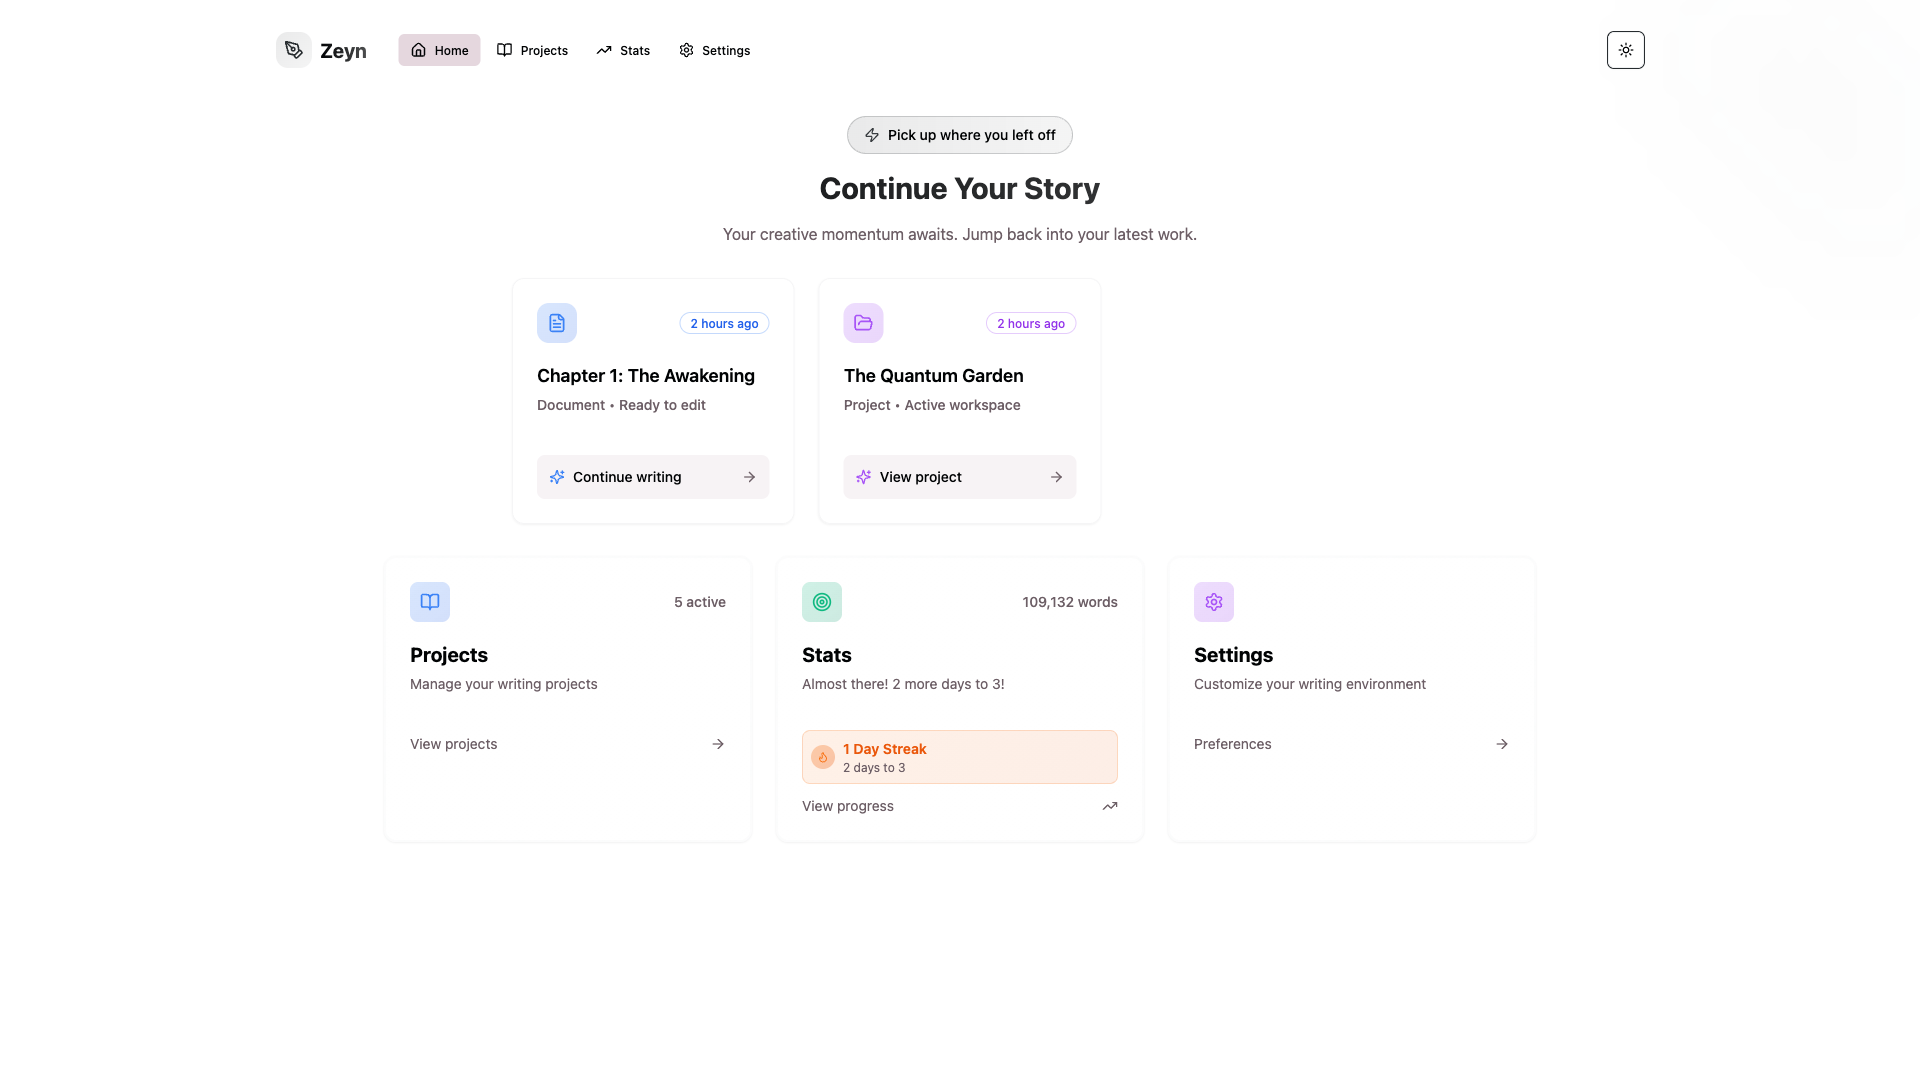 Zeyn
Home
Projects
Stats
Settings
Pick up where you left off
Continue Your Story
Your creative momentum awaits. Jump back into your latest work.
2 hours ago
Chapter 1: The Awakening
Document • Ready to edit
Continue writing
2 hours ago
The Quantum Garden
Project • Active workspace
View project
5 active
Projects
Manage your writing projects
View projects
109,132 words
Stats
Almost there! 2 more days to 3!
1 Day Streak
2 days to 3
View progress
Settings
Customize your writing environment
Preferences